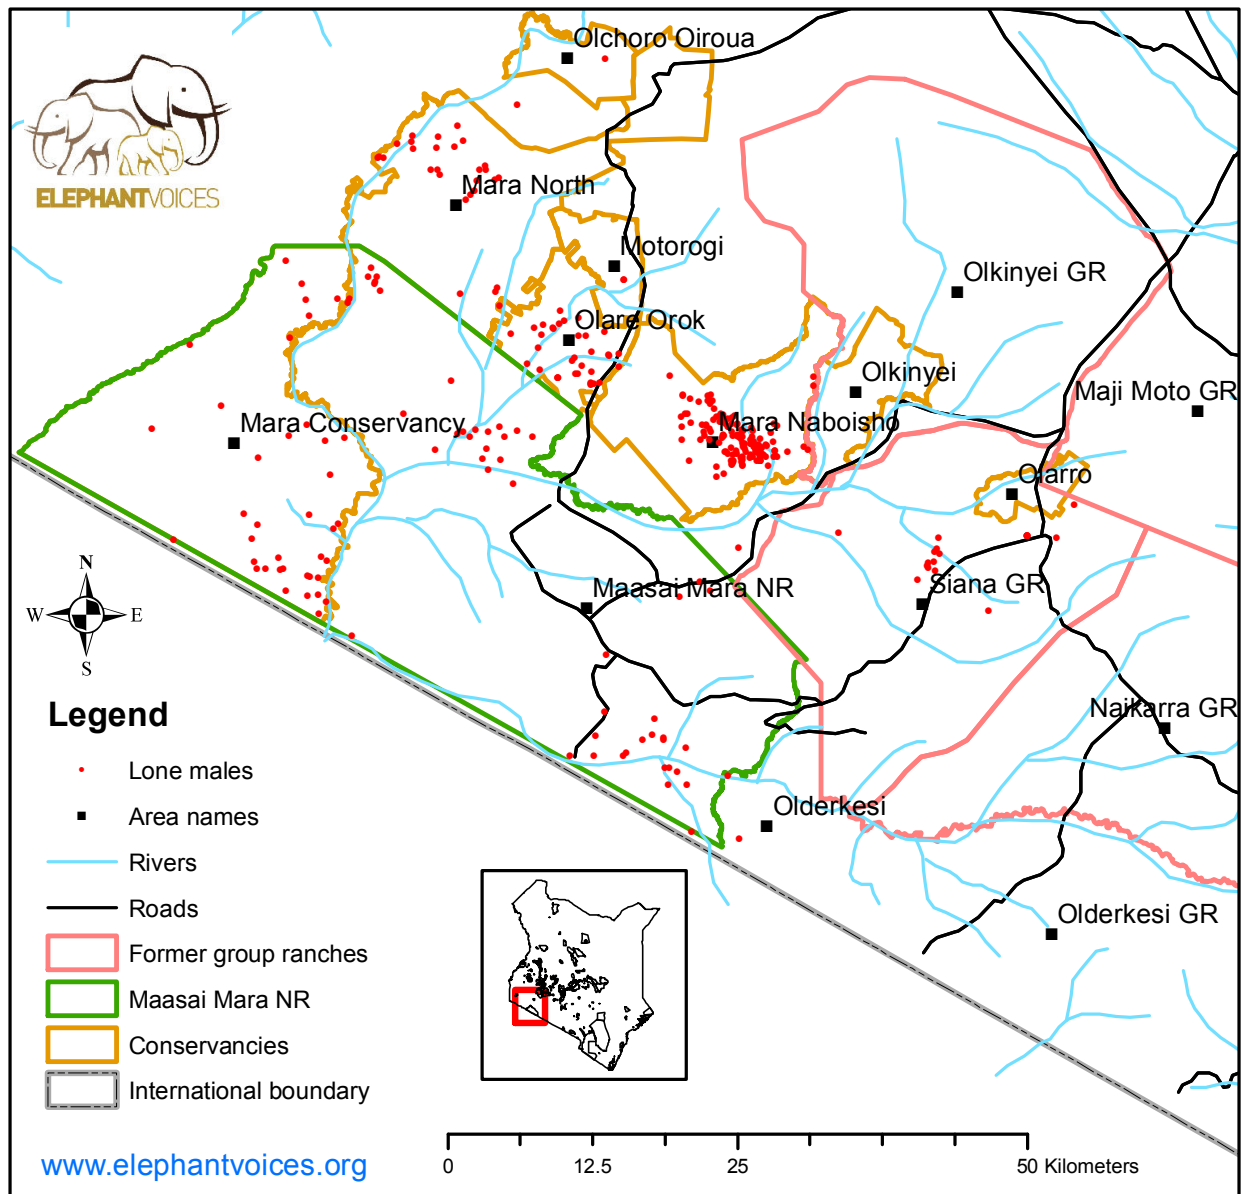 Olchoro Oiroua
ELEPHANTVOICES
Mara North
Motorogi
Olkinyei GR
Olare Orok
Olkinyei
Maji Moto GR
Mara Conservancy
Mara Naboisho
Olarro
Maasai Mara NR
Siana GR
N
W
E
S
Naikarra GR
Olderkesi
Olderkesi GR
Legend
Lone males
Area names
Rivers
Roads
Former group ranches
Maasai Mara NR
Conservancies
International boundary
www.elephantvoices.org
0 12.5 25 50 Kilometers